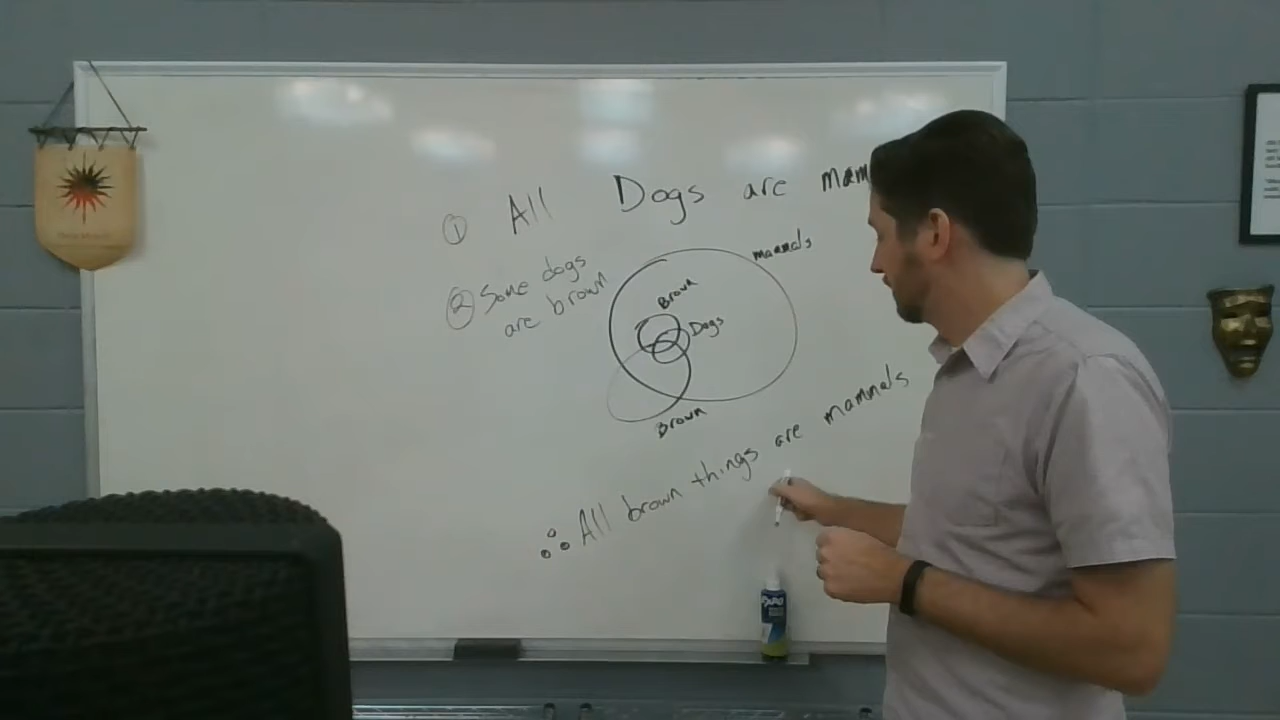 ① All Dogs are mam
② Some dogs
are brown
mammals
Brown
Dogs
Brown
∴ All brown things are mammals
EXPO